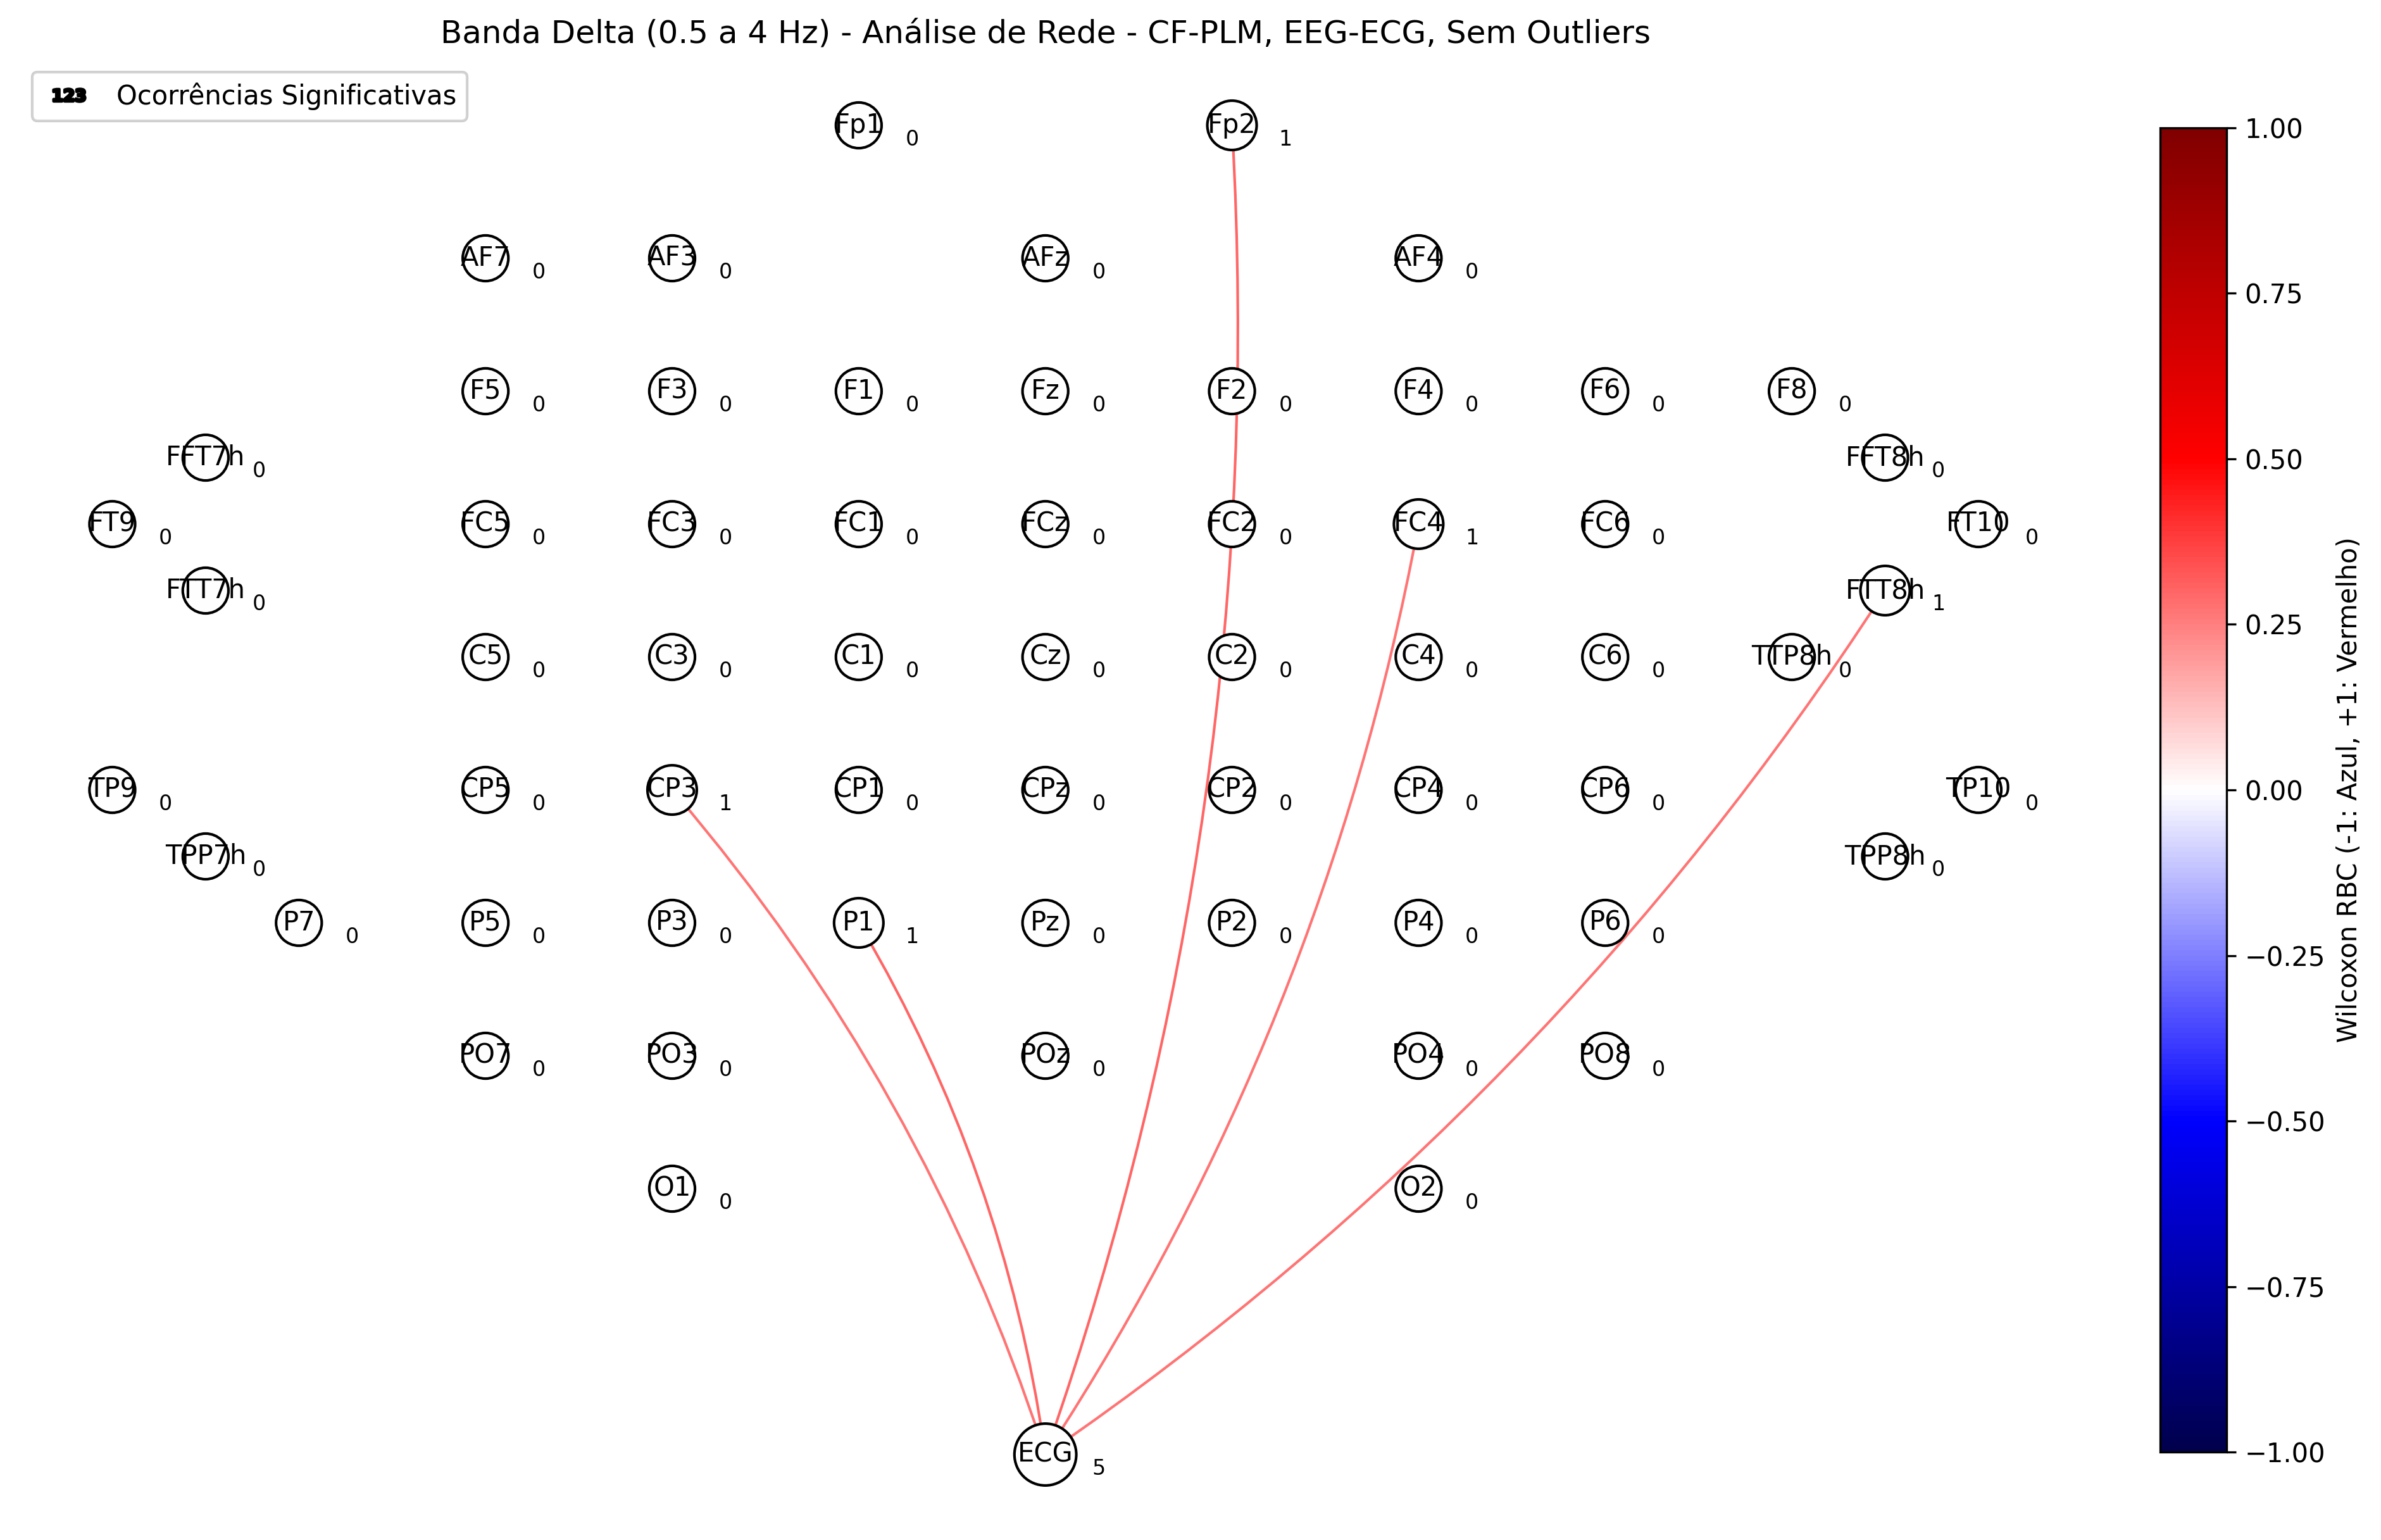 Banda Delta (0.5 a 4 Hz) - Análise de Rede - CF-PLM, EEG-ECG, Sem Outliers
123 Ocorrências Significativas
Fp1 0 Fp2 1
AF7 0 AF3 0 AFz 0 AF4 0
F5 0 F3 0 F1 0 Fz 0 F2 0 F4 0 F6 0 F8 0
FFT7h 0 FFT8h 0
FT9 0 FC5 0 FC3 0 FC1 0 FCz 0 FC2 0 FC4 1 FC6 0 FT10 0
FTT7h 0 FTT8h 1
C5 0 C3 0 C1 0 Cz 0 C2 0 C4 0 C6 0 TTP8h 0
TP9 0 CP5 0 CP3 1 CP1 0 CPz 0 CP2 0 CP4 0 CP6 0 TP10 0
TPP7h 0 TPP8h 0
P7 0 P5 0 P3 0 P1 1 Pz 0 P2 0 P4 0 P6 0
PO7 0 PO3 0 POz 0 PO4 0 PO8 0
O1 0 O2 0
ECG 5
1.00
0.75
0.50
0.25
0.00
−0.25
−0.50
−0.75
−1.00
Wilcoxon RBC (-1: Azul, +1: Vermelho)